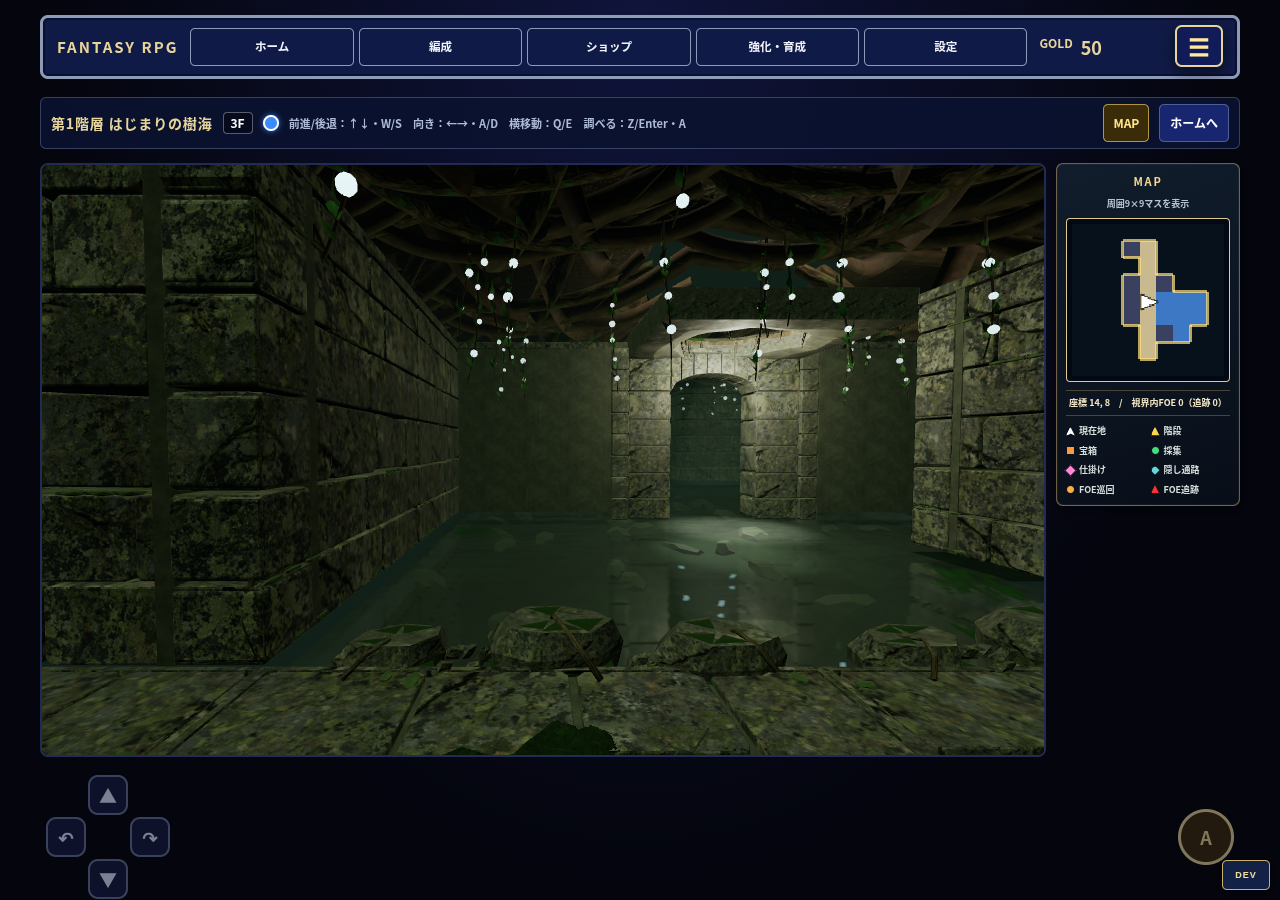 FANTASY RPG
ホーム
編成
ショップ
強化・育成
設定
GOLD 50
第1階層 はじまりの樹海
3F
前進/後退：↑↓・W/S　向き：←→・A/D　横移動：Q/E　調べる：Z/Enter・A
MAP
ホームへ
MAP
周囲9×9マスを表示
座標 14, 8　/　視界内FOE 0（追跡 0）
現在地
階段
宝箱
採集
仕掛け
隠し通路
FOE巡回
FOE追跡
A
DEV